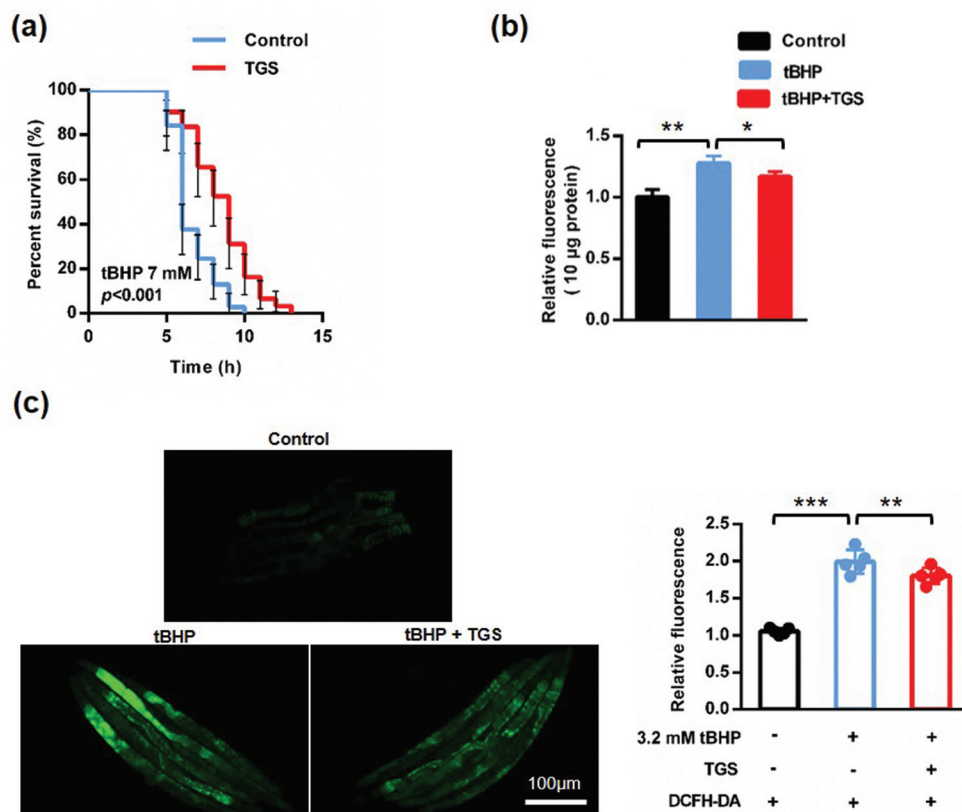 (a)
Control
TGS
Percent survival (%)
100
80
60
40
20
0
tBHP 7 mM
p<0.001
0
5
10
15
Time (h)
(b)
Control
tBHP
tBHP+TGS
Relative fluorescence
( 10 µg protein)
1.5
1.0
0.5
0.0
**
*
(c)
Control
tBHP
tBHP + TGS
100µm
Relative fluorescence
2.5
2.0
1.5
1.0
0.5
0.0
***
**
3.2 mM tBHP - + +
TGS - - +
DCFH-DA + + +